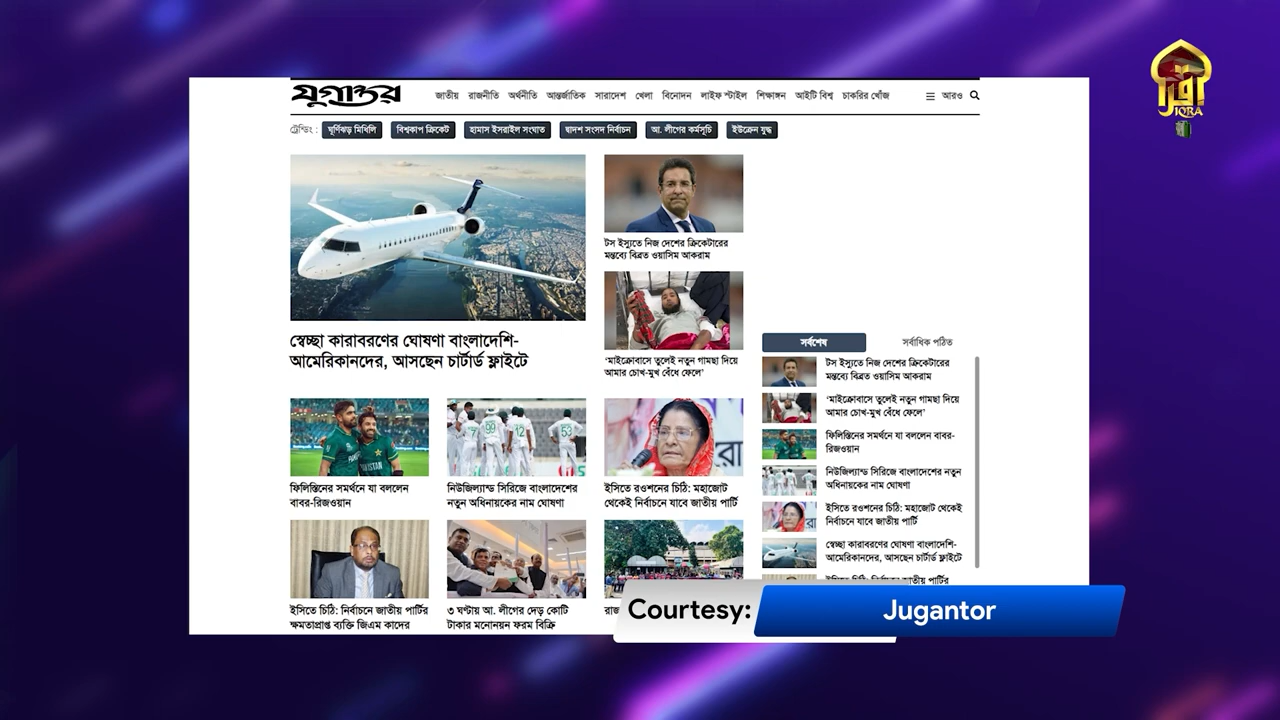 যুগান্তর
জাতীয় রাজনীতি অর্থনীতি আন্তর্জাতিক সারাদেশ খেলা বিনোদন লাইফ স্টাইল শিক্ষাঙ্গন আইটি বিশ্ব চাকরির খোঁজ
আরও
ট্রেন্ডিং : ঘূর্ণিঝড় মিধিলি বিশ্বকাপ ক্রিকেট হামাস ইসরাইল সংঘাত দ্বাদশ সংসদ নির্বাচন আ. লীগের কর্মসূচি ইউক্রেন যুদ্ধ
IQRA
স্বেচ্ছা কারাবরণের ঘোষণা বাংলাদেশি-
আমেরিকানদের, আসছেন চার্টার্ড ফ্লাইটে
টস ইস্যুতে নিজ দেশের ক্রিকেটারের
মন্তব্যে বিব্রত ওয়াসিম আকরাম
‘মাইক্রোবাসে তুলেই নতুন গামছা দিয়ে
আমার চোখ-মুখ বেঁধে ফেলে’
ফিলিস্তিনের সমর্থনে যা বললেন
বাবর-রিজওয়ান
নিউজিল্যান্ড সিরিজে বাংলাদেশের
নতুন অধিনায়কের নাম ঘোষণা
ইসিতে রওশনের চিঠি: মহাজোট
থেকেই নির্বাচনে যাবে জাতীয় পার্টি
ইসিতে চিঠি: নির্বাচনে জাতীয় পার্টির
ক্ষমতাপ্রাপ্ত ব্যক্তি জিএম কাদের
৩ ঘণ্টায় আ. লীগের দেড় কোটি
টাকার মনোনয়ন ফরম বিক্রি
সর্বশেষ সর্বাধিক পঠিত
টস ইস্যুতে নিজ দেশের ক্রিকেটারের
মন্তব্যে বিব্রত ওয়াসিম আকরাম
‘মাইক্রোবাসে তুলেই নতুন গামছা দিয়ে
আমার চোখ-মুখ বেঁধে ফেলে’
ফিলিস্তিনের সমর্থনে যা বললেন বাবর-
রিজওয়ান
নিউজিল্যান্ড সিরিজে বাংলাদেশের নতুন
অধিনায়কের নাম ঘোষণা
ইসিতে রওশনের চিঠি: মহাজোট থেকেই
নির্বাচনে যাবে জাতীয় পার্টি
স্বেচ্ছা কারাবরণের ঘোষণা বাংলাদেশি-
আমেরিকানদের, আসছেন চার্টার্ড ফ্লাইটে
Courtesy: Jugantor